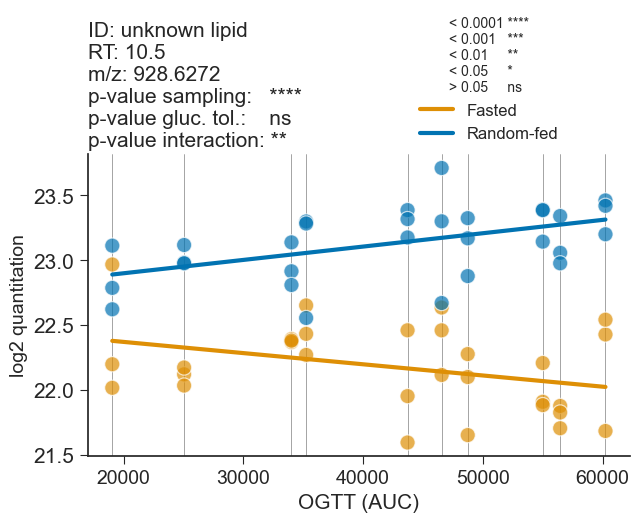 ID: unknown lipid
RT: 10.5
m/z: 928.6272
p-value sampling: ****
p-value gluc. tol.: ns
p-value interaction: **
< 0.0001 ****
< 0.001 ***
< 0.01 **
< 0.05 *
> 0.05 ns
Fasted
Random-fed
log2 quantitation
23.5
23.0
22.5
22.0
21.5
20000 30000 40000 50000 60000
OGTT (AUC)